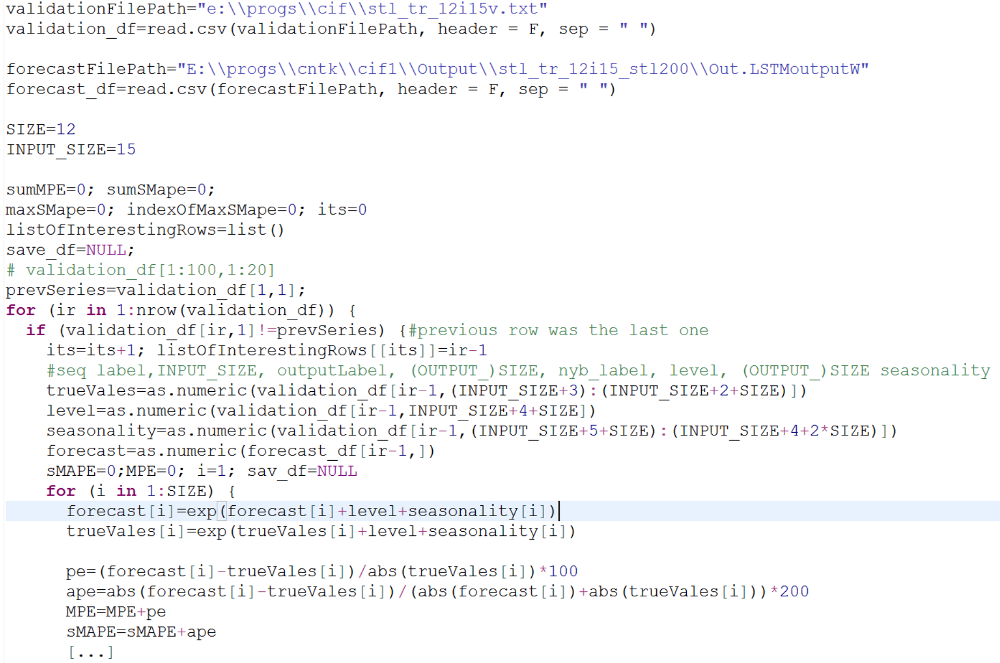 validationFilePath="e:\\progs\\cif\\stl_tr_12i15v.txt"
validation_df=read.csv(validationFilePath, header = F, sep = " ")
forecastFilePath="E:\\progs\\cntk\\cif1\\Output\\stl_tr_12i15_stl200\\Out.LSTMoutputW"
forecast_df=read.csv(forecastFilePath, header = F, sep = " ")
SIZE=12
INPUT_SIZE=15
sumMPE=0; sumSMape=0;
maxSMape=0; indexOfMaxSMape=0; its=0
listOfInterestingRows=list()
save_df=NULL;
# validation_df[1:100,1:20]
prevSeries=validation_df[1,1];
for (ir in 1:nrow(validation_df)) {
  if (validation_df[ir,1]!=prevSeries) {#previous row was the last one
    its=its+1; listOfInterestingRows[[its]]=ir-1
    #seq label,INPUT_SIZE, outputLabel, (OUTPUT_)SIZE, nyb_label, level, (OUTPUT_)SIZE seasonality
    trueVales=as.numeric(validation_df[ir-1,(INPUT_SIZE+3):(INPUT_SIZE+2+SIZE)])
    level=as.numeric(validation_df[ir-1,INPUT_SIZE+4+SIZE])
    seasonality=as.numeric(validation_df[ir-1,(INPUT_SIZE+5+SIZE):(INPUT_SIZE+4+2*SIZE)])
    forecast=as.numeric(forecast_df[ir-1,])
    sMAPE=0;MPE=0; i=1; sav_df=NULL
    for (i in 1:SIZE) {
      forecast[i]=exp(forecast[i]+level+seasonality[i])
      trueVales[i]=exp(trueVales[i]+level+seasonality[i])
      pe=(forecast[i]-trueVales[i])/abs(trueVales[i])*100
      ape=abs(forecast[i]-trueVales[i])/(abs(forecast[i])+abs(trueVales[i]))*200
      MPE=MPE+pe
      sMAPE=sMAPE+ape
      [...]